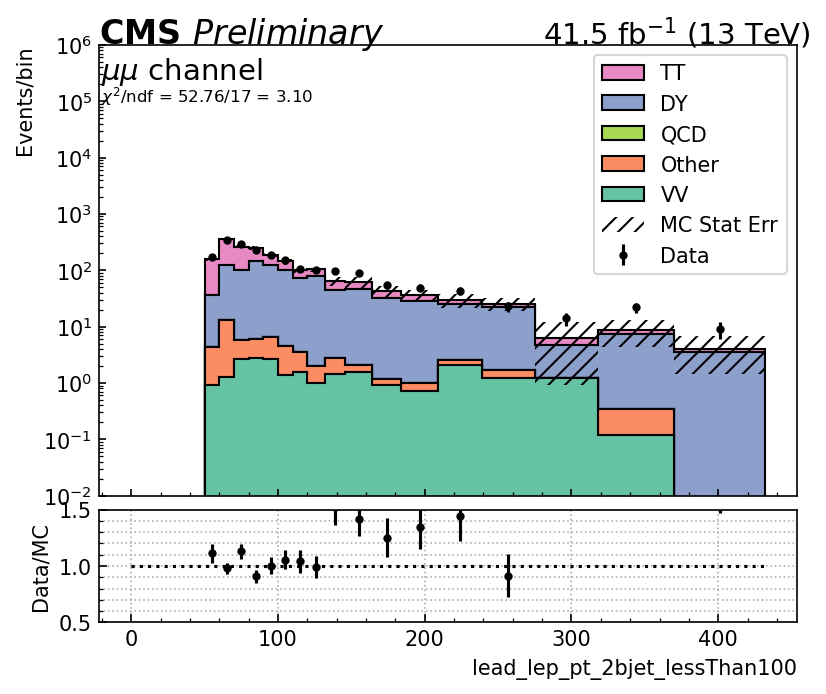 CMS Preliminary 41.5 fb⁻¹ (13 TeV)
μμ channel
χ²/ndf = 52.76/17 = 3.10
Events/bin
10⁶
10⁵
10⁴
10³
10²
10¹
10⁰
10⁻¹
10⁻²
TT
DY
QCD
Other
VV
MC Stat Err
Data
Data/MC
1.5
1.0
0.5
0 100 200 300 400
lead_lep_pt_2bjet_lessThan100